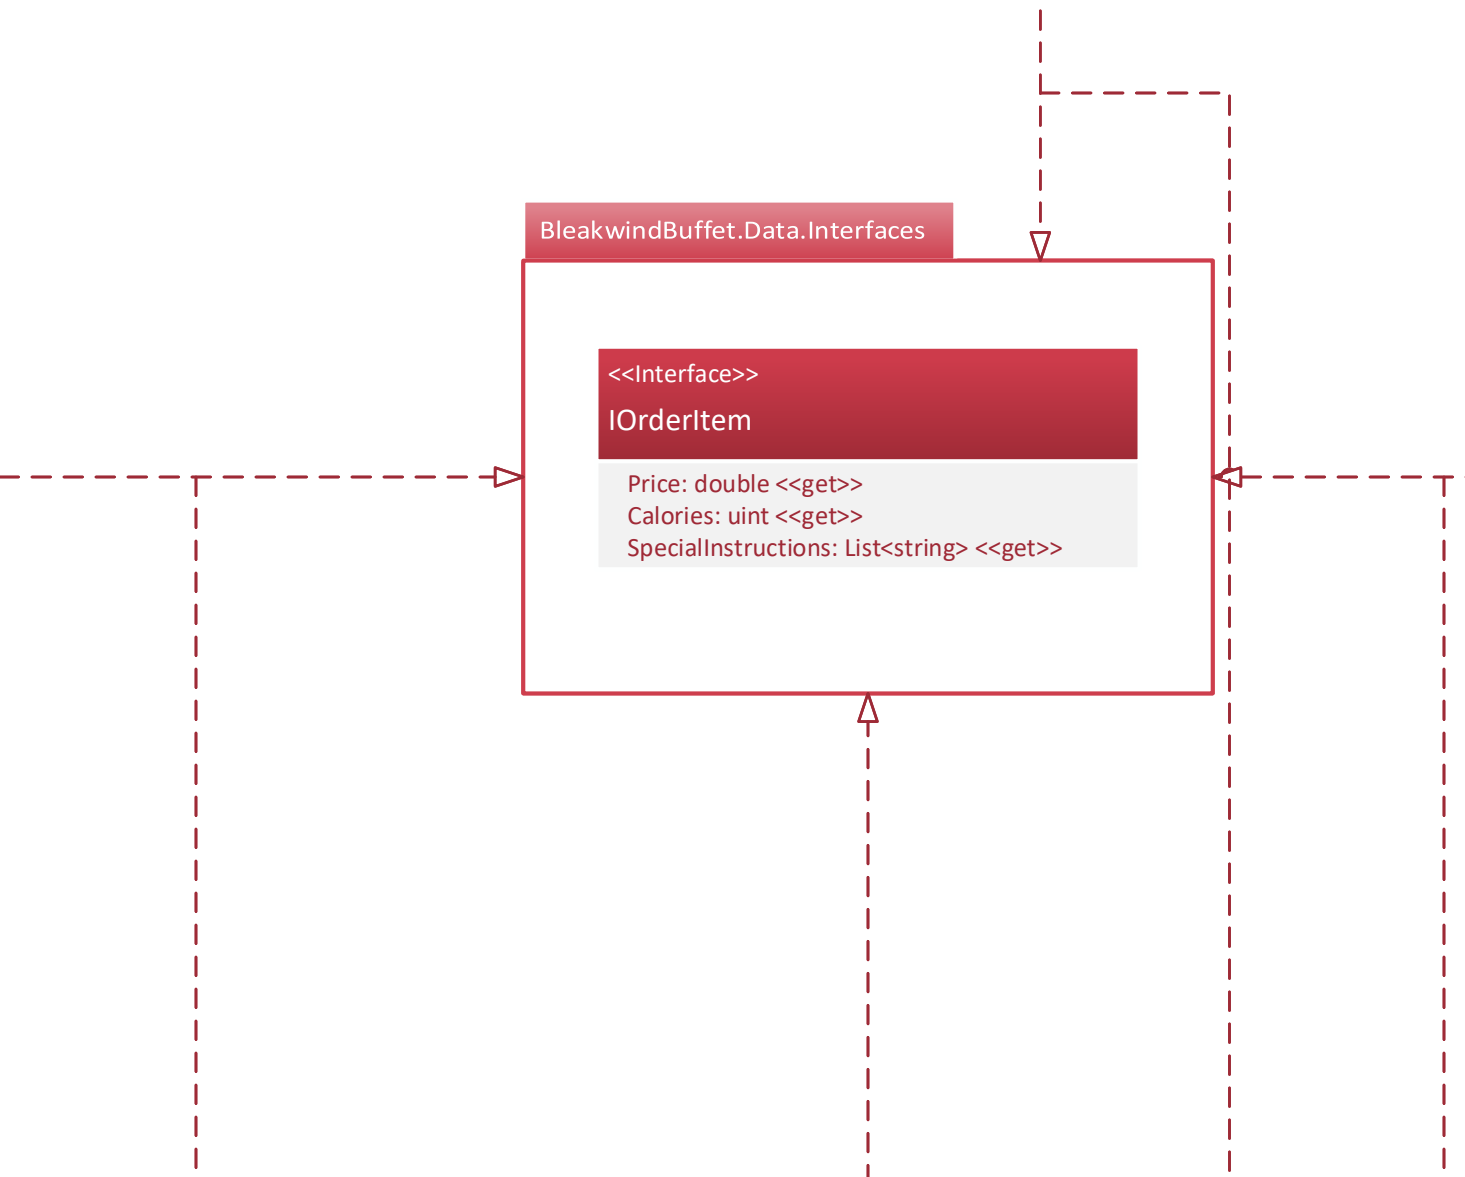 BleakwindBuffet.Data.Interfaces
<<Interface>>
IOrderItem
Price: double <<get>>
Calories: uint <<get>>
SpecialInstructions: List<string> <<get>>